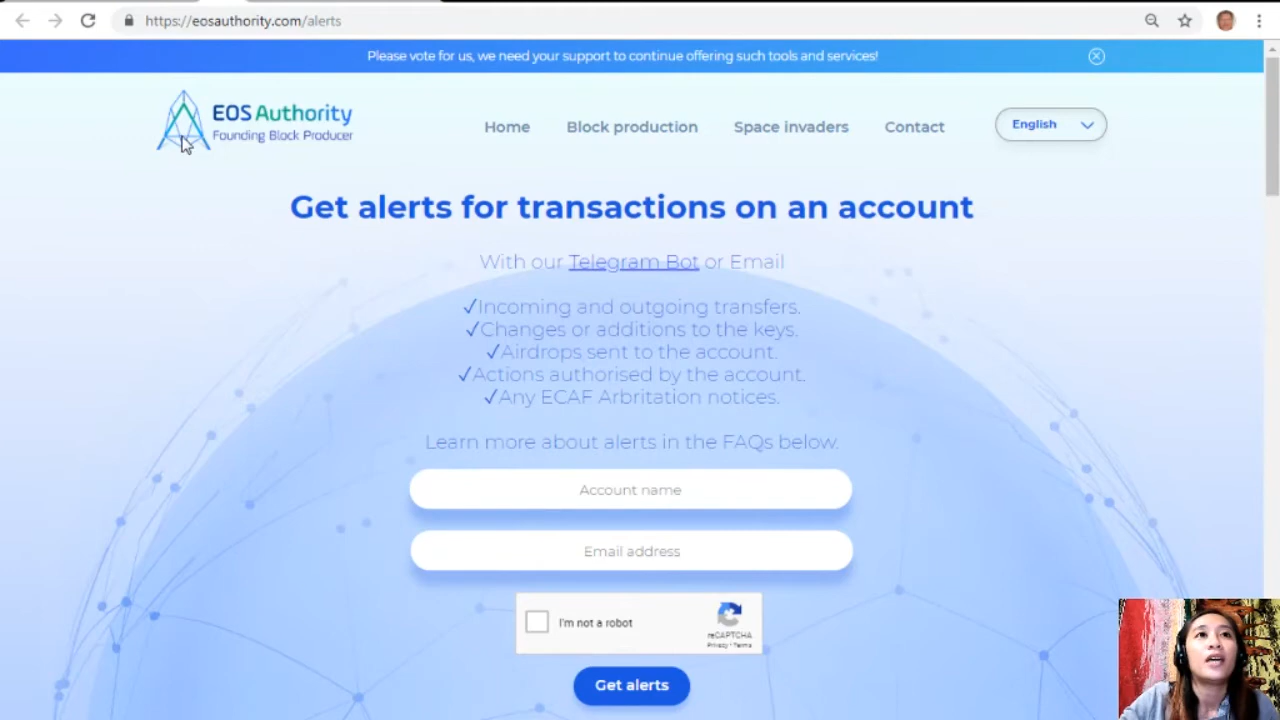 https://eosauthority.com/alerts
Please vote for us, we need your support to continue offering such tools and services!
EOS Authority
Founding Block Producer
Home
Block production
Space invaders
Contact
English
Get alerts for transactions on an account
With our Telegram Bot or Email
✓Incoming and outgoing transfers.
✓Changes or additions to the keys.
✓Airdrops sent to the account.
✓Actions authorised by the account.
✓Any ECAF Arbritation notices.
Learn more about alerts in the FAQs below.
Account name
Email address
I'm not a robot
reCAPTCHA
Privacy - Terms
Get alerts